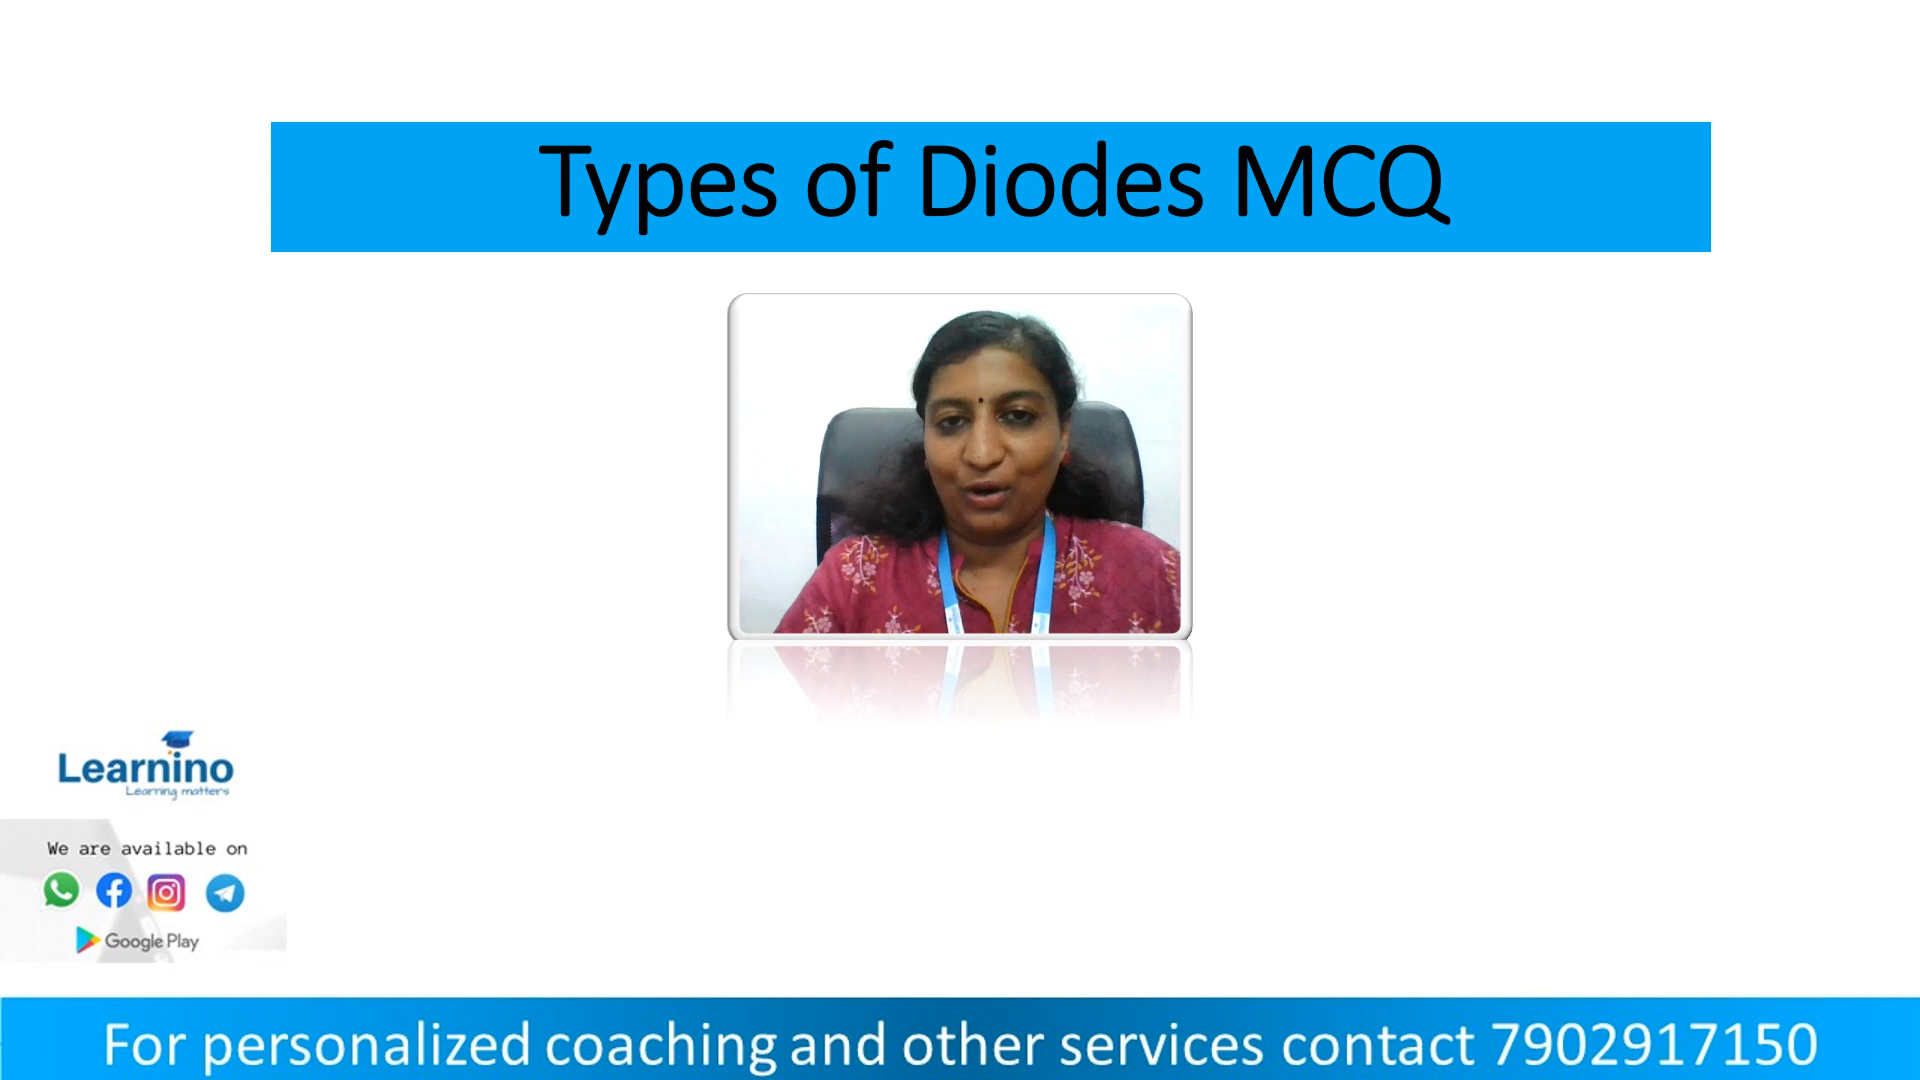 Types of Diodes MCQ
Learnino
Learning matters
We are available on
Google Play
For personalized coaching and other services contact 7902917150